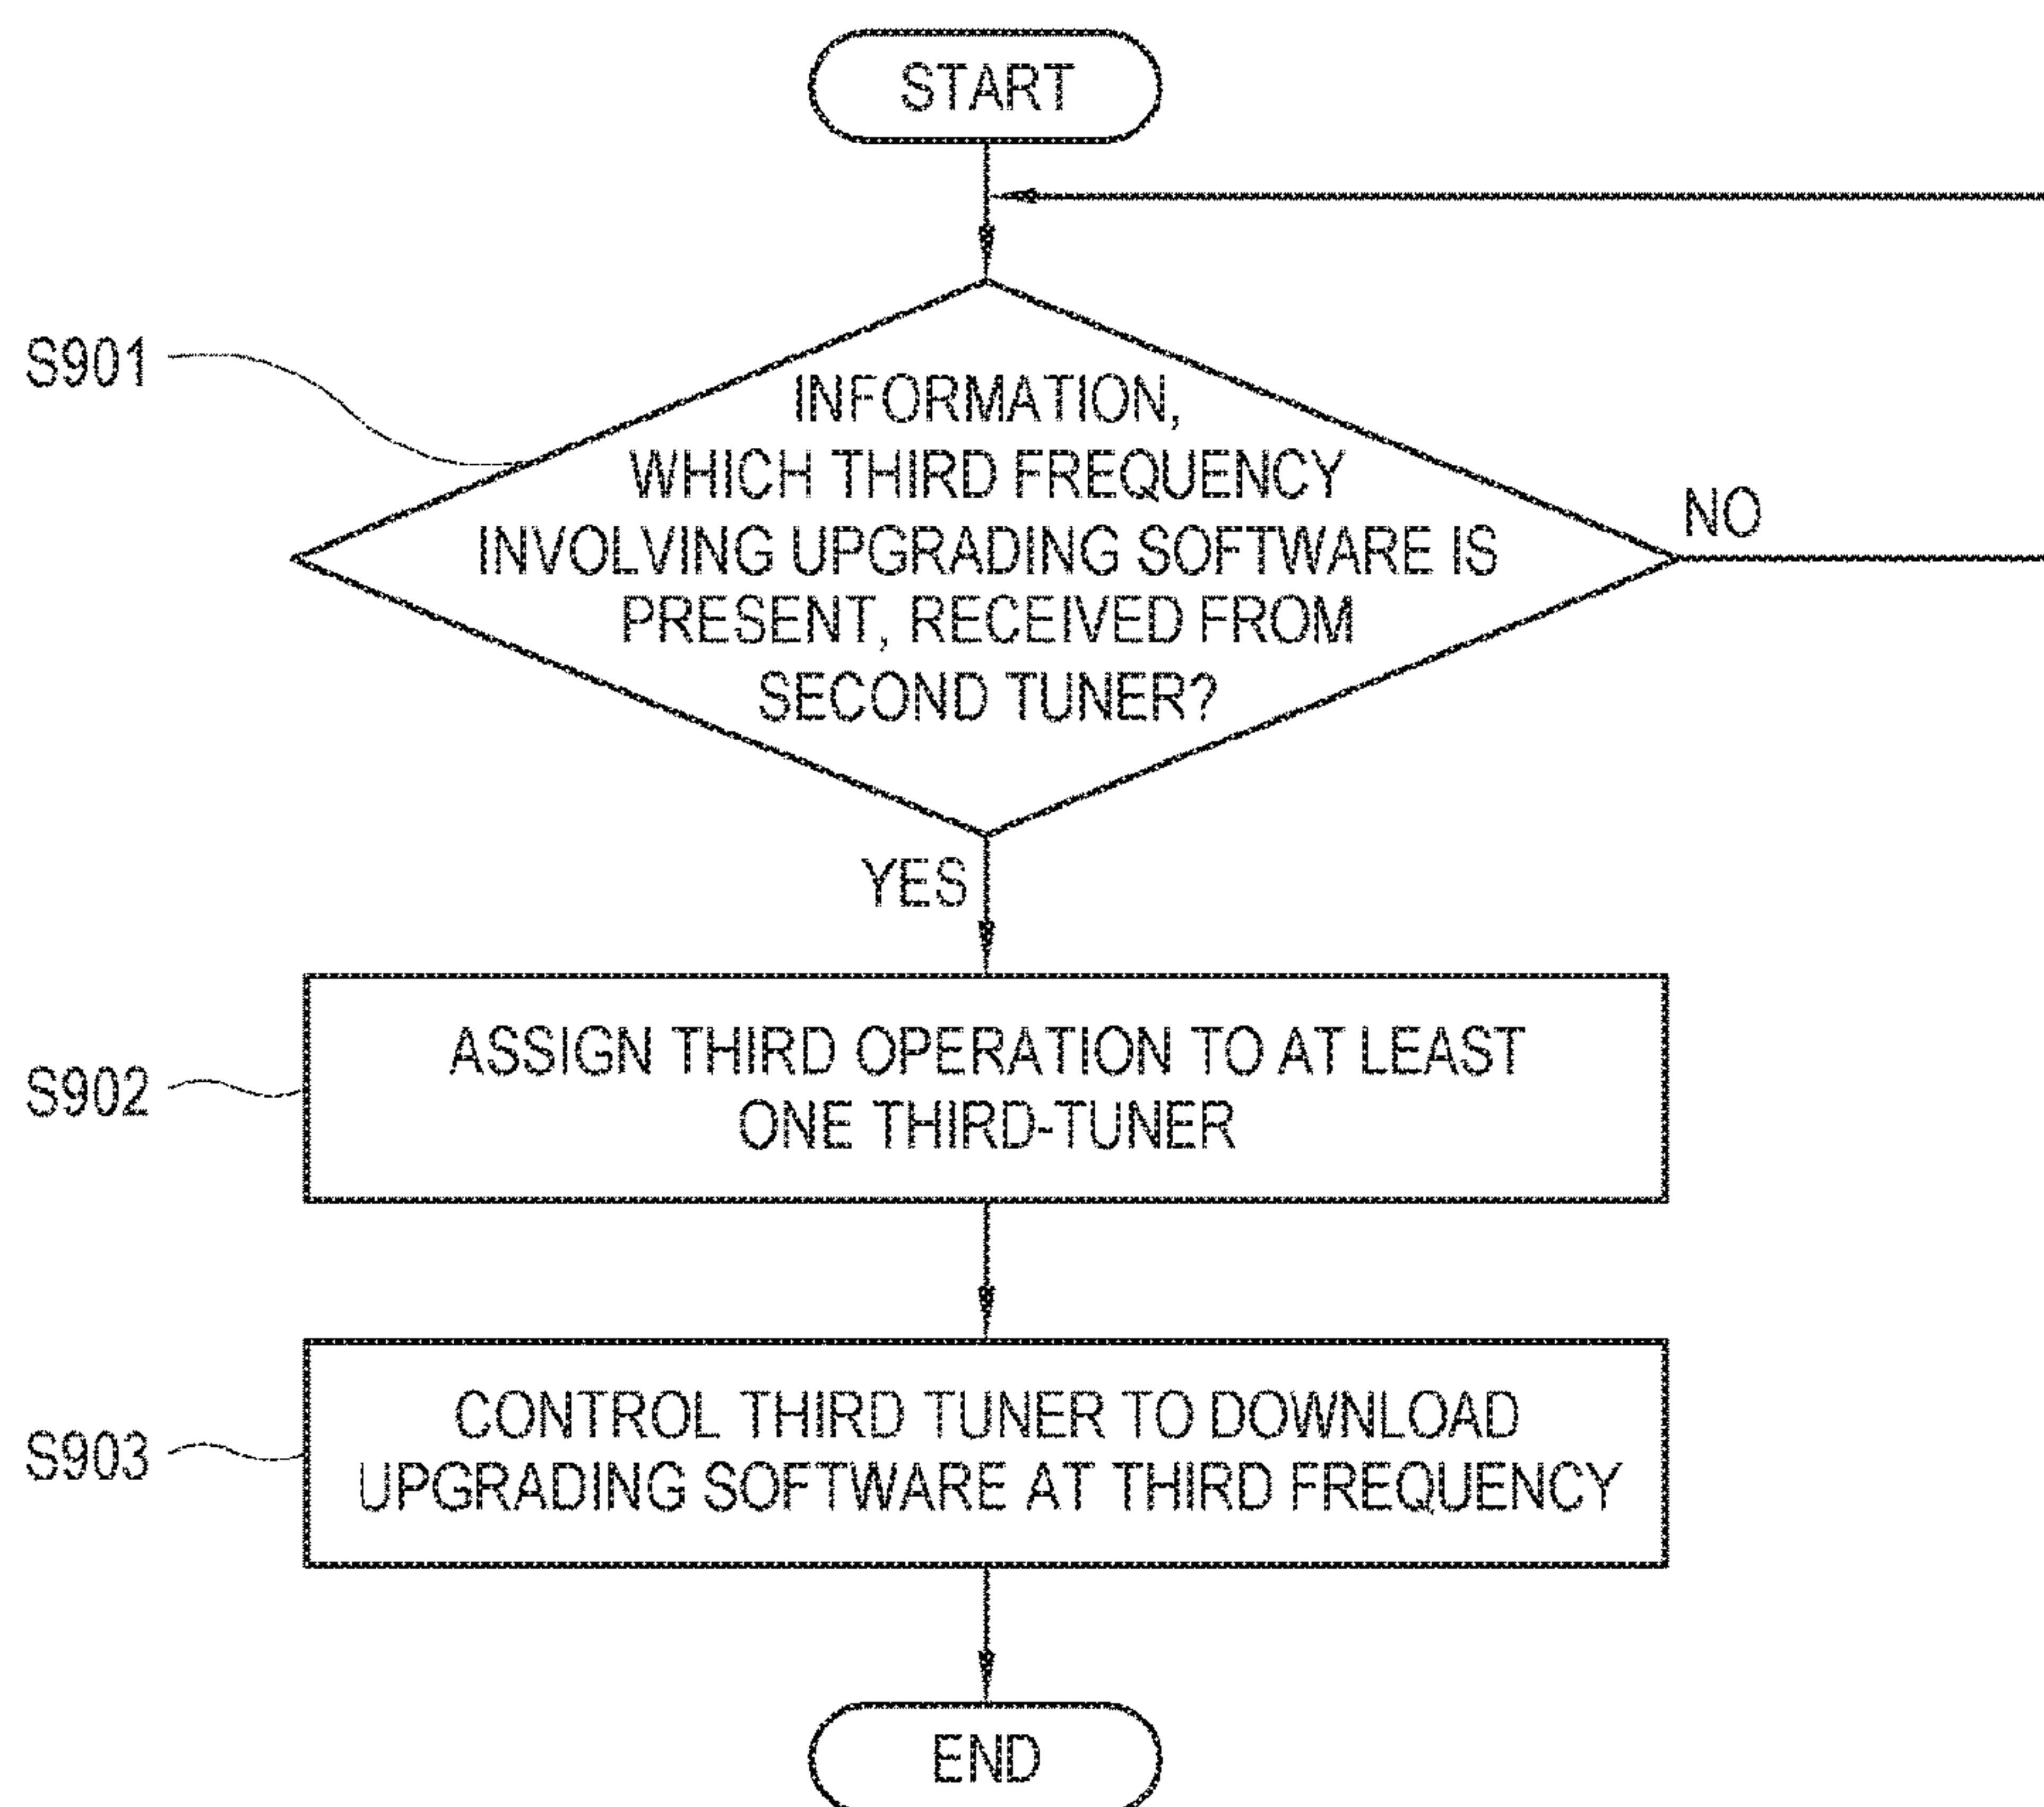 START
S901
INFORMATION,
WHICH THIRD FREQUENCY
INVOLVING UPGRADING SOFTWARE IS
PRESENT, RECEIVED FROM
SECOND TUNER?
NO
YES
S902
ASSIGN THIRD OPERATION TO AT LEAST
ONE THIRD-TUNER
S903
CONTROL THIRD TUNER TO DOWNLOAD
UPGRADING SOFTWARE AT THIRD FREQUENCY
END